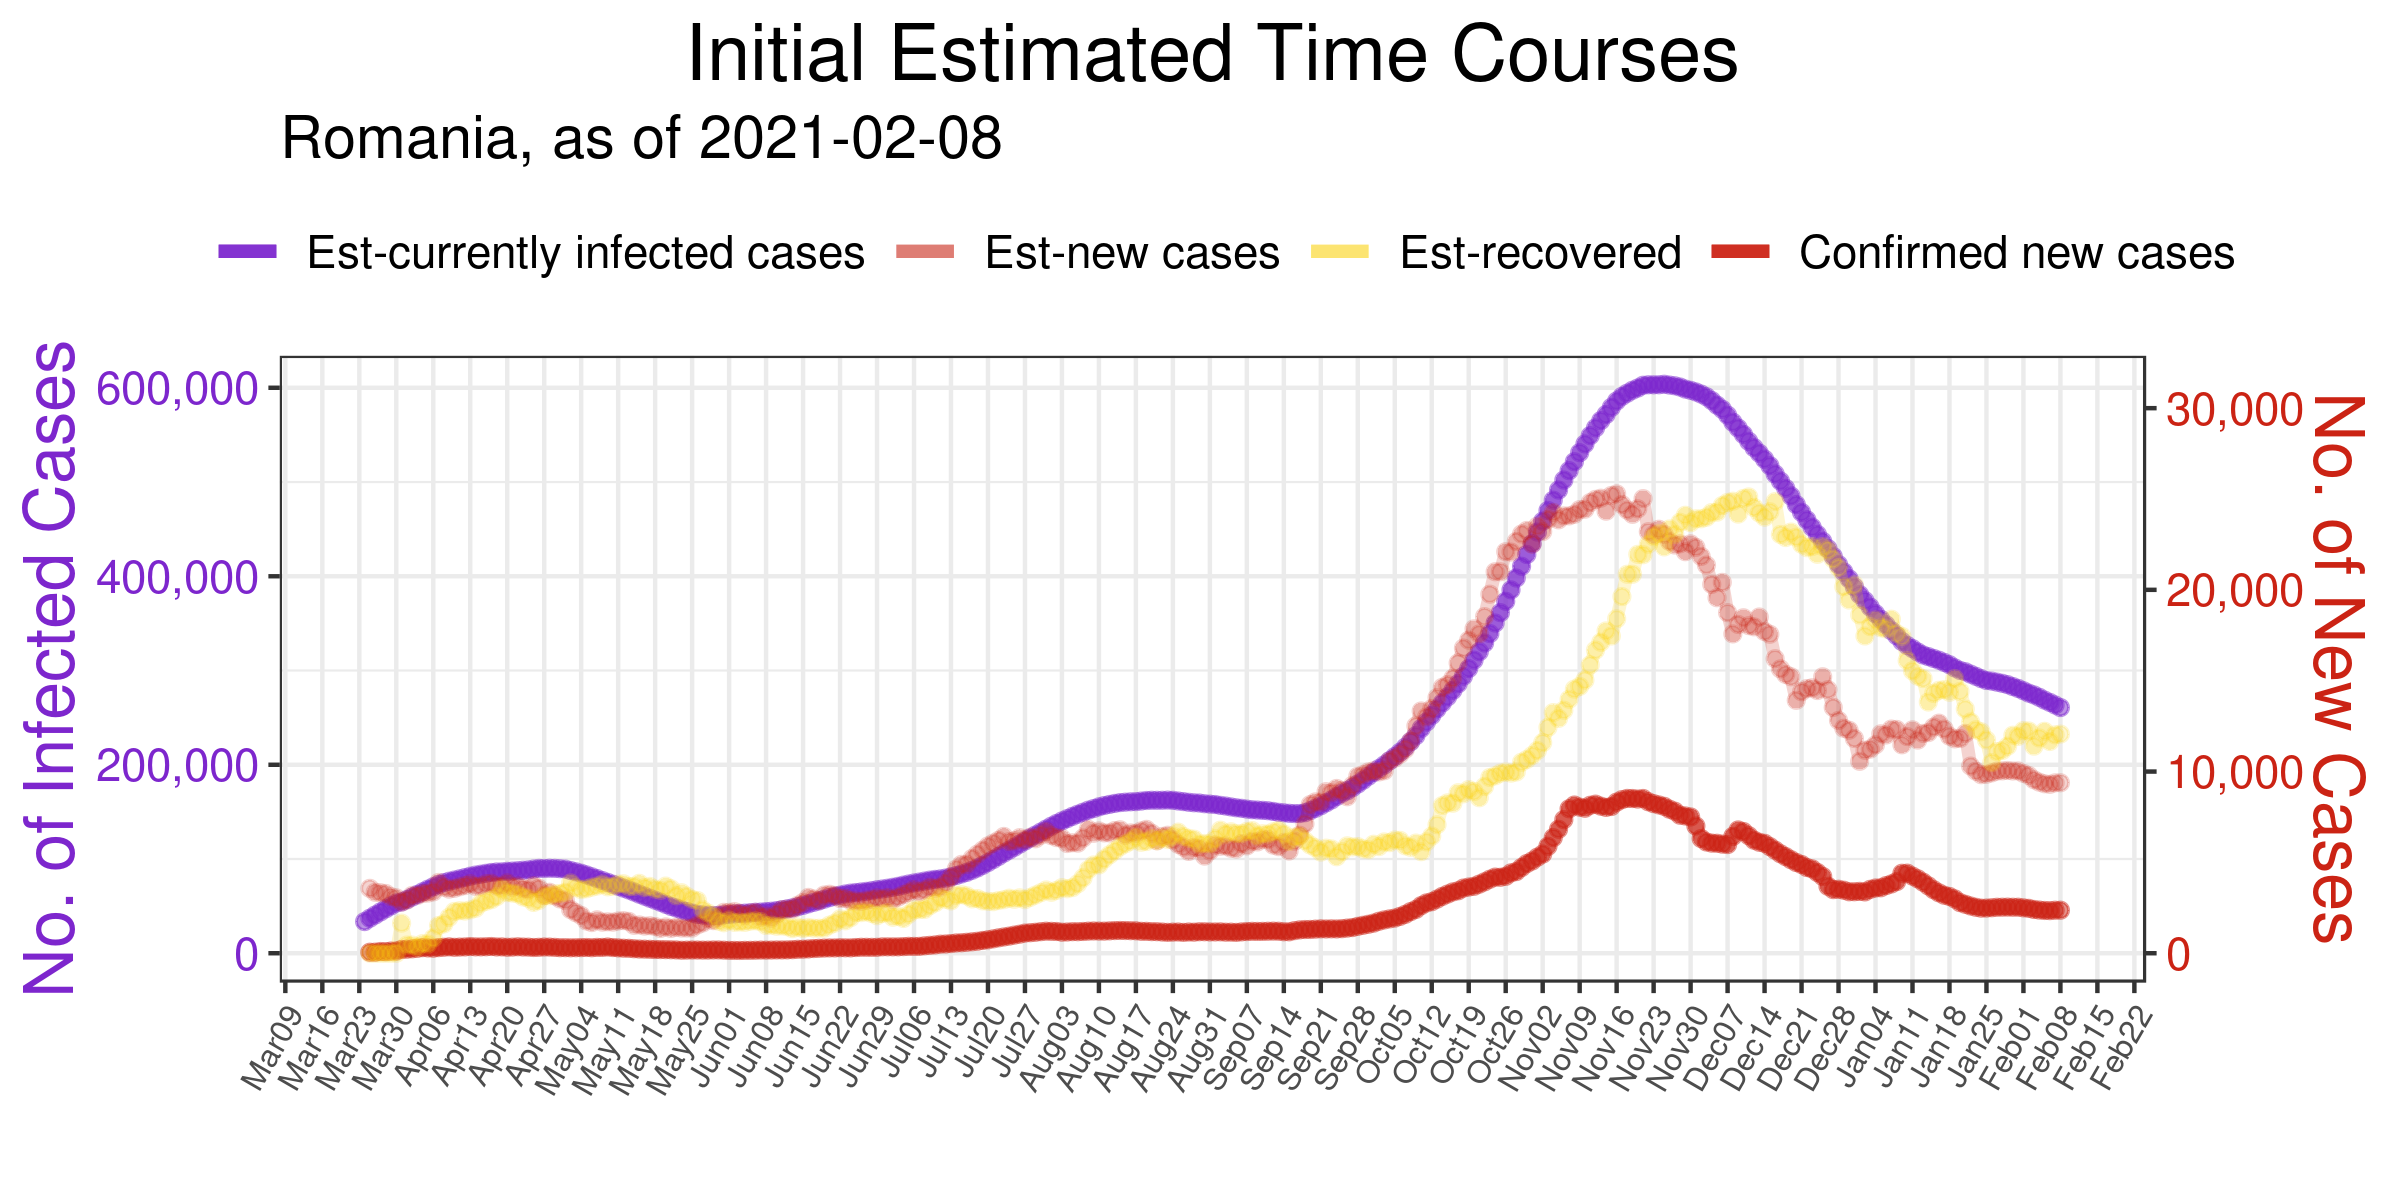 Initial Estimated Time Courses
Romania, as of 2021-02-08
Est-currently infected cases Est-new cases Est-recovered Confirmed new cases
No. of Infected Cases
600,000
400,000
200,000
0
30,000
20,000
10,000
0
No. of New Cases
Mar09 Mar16 Mar23 Mar30 Apr06 Apr13 Apr20 Apr27 May04 May11 May18 May25 Jun01 Jun08 Jun15 Jun22 Jun29 Jul06 Jul13 Jul20 Jul27 Aug03 Aug10 Aug17 Aug24 Aug31 Sep07 Sep14 Sep21 Sep28 Oct05 Oct12 Oct19 Oct26 Nov02 Nov09 Nov16 Nov23 Nov30 Dec07 Dec14 Dec21 Dec28 Jan04 Jan11 Jan18 Jan25 Feb01 Feb08 Feb15 Feb22